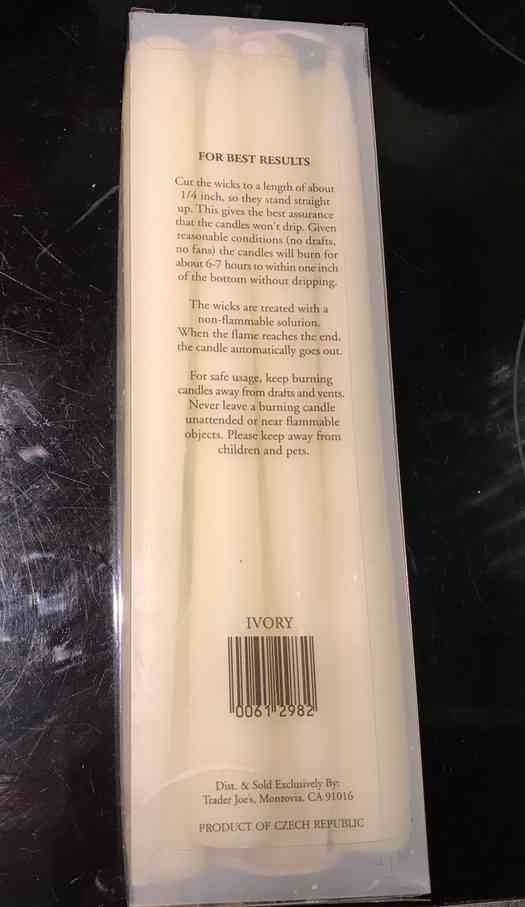 FOR BEST RESULTS
Cut the wicks to a length of about
1/4 inch, so they stand straight
up. This gives the best assurance
that the candles won't drip. Given
reasonable conditions (no drafts,
no fans) the candles will burn for
about 6-7 hours to within one inch
of the bottom without dripping.
The wicks are treated with a
non-flammable solution.
When the flame reaches the end,
the candle automatically goes out.
For safe usage, keep burning
candles away from drafts and vents.
Never leave a burning candle
unattended or near flammable
objects. Please keep away from
children and pets.
IVORY
0061 2982
Dist. & Sold Exclusively By:
Trader Joe's, Monrovia, CA 91016
PRODUCT OF CZECH REPUBLIC